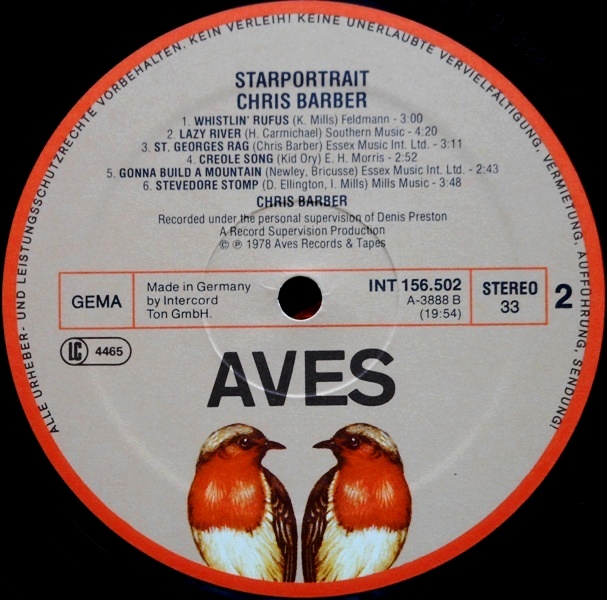 ALLE URHEBER- UND LEISTUNGSSCHUTZRECHTE VORBEHALTEN. KEIN VERLEIH! KEINE UNERLAUBTE VERVIELFÄLTIGUNG, VERMIETUNG, AUFFÜHRUNG, SENDUNG!
STARPORTRAIT
CHRIS BARBER
1. WHISTLIN' RUFUS (K. Mills) Feldmann - 3:00
2. LAZY RIVER (H. Carmichael) Southern Music - 4:20
3. ST. GEORGES RAG (Chris Barber) Essex Music Int. Ltd. - 3:11
4. CREOLE SONG (Kid Ory) E. H. Morris - 2:52
5. GONNA BUILD A MOUNTAIN (Newley, Bricusse) Essex Music Int. Ltd. - 2:43
6. STEVEDORE STOMP (D. Ellington, I. Mills) Mills Music - 3:48
CHRIS BARBER
Recorded under the personal supervision of Denis Preston
A Record Supervision Production
© ℗ 1978 Aves Records & Tapes
GEMA
Made in Germany
by Intercord
Ton GmbH.
INT 156.502
A-3888 B
(19:54)
STEREO
33
2
LC 4465
AVES